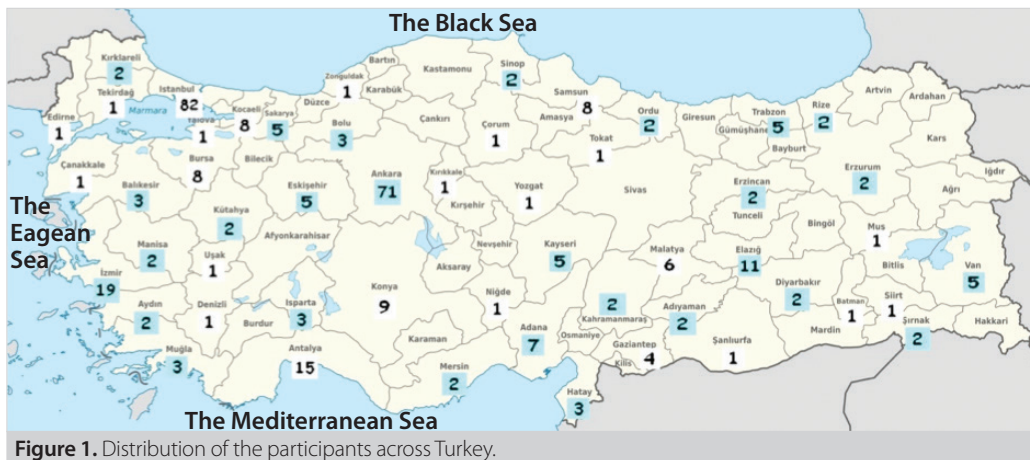 The Black Sea
Kırklareli
2
Tekirdağ
1
Istanbul
82
Marmara
Edirne
1
Yalova
1
Kocaeli
8
Sakarya
5
Düzce
Zonguldak
1
Bartın
Karabük
Kastamonu
Sinop
2
Samsun
8
Bolu
3
Çankırı
Çorum
1
Amasya
Tokat
1
Ordu
2
Giresun
Trabzon
5
Gümüşhane
Bayburt
Rize
2
Artvin
Ardahan
Kars
Iğdır
Ağrı
Erzurum
2
Çanakkale
1
Balıkesir
3
Bursa
8
Bilecik
Eskişehir
5
Ankara
71
Kırıkkale
1
Kırşehir
Yozgat
1
Sivas
Erzincan
2
Tunceli
Bingöl
Muş
1
The
Eagean
Sea
Manisa
2
Kütahya
2
Uşak
1
Afyonkarahisar
İzmir
19
Aydın
2
Denizli
1
Burdur
Isparta
3
Konya
9
Aksaray
Nevşehir
Niğde
1
Kayseri
5
Malatya
6
Elazığ
11
Diyarbakır
2
Batman
1
Siirt
1
Bitlis
Van
5
Hakkari
Şırnak
2
Mardin
Muğla
3
Antalya
15
Karaman
Mersin
2
Adana
7
Osmaniye
2
Kahramanmaraş
Adıyaman
2
Gaziantep
4
Kilis
Şanlıurfa
1
Hatay
3
The Mediterranean Sea
Figure 1. Distribution of the participants across Turkey.